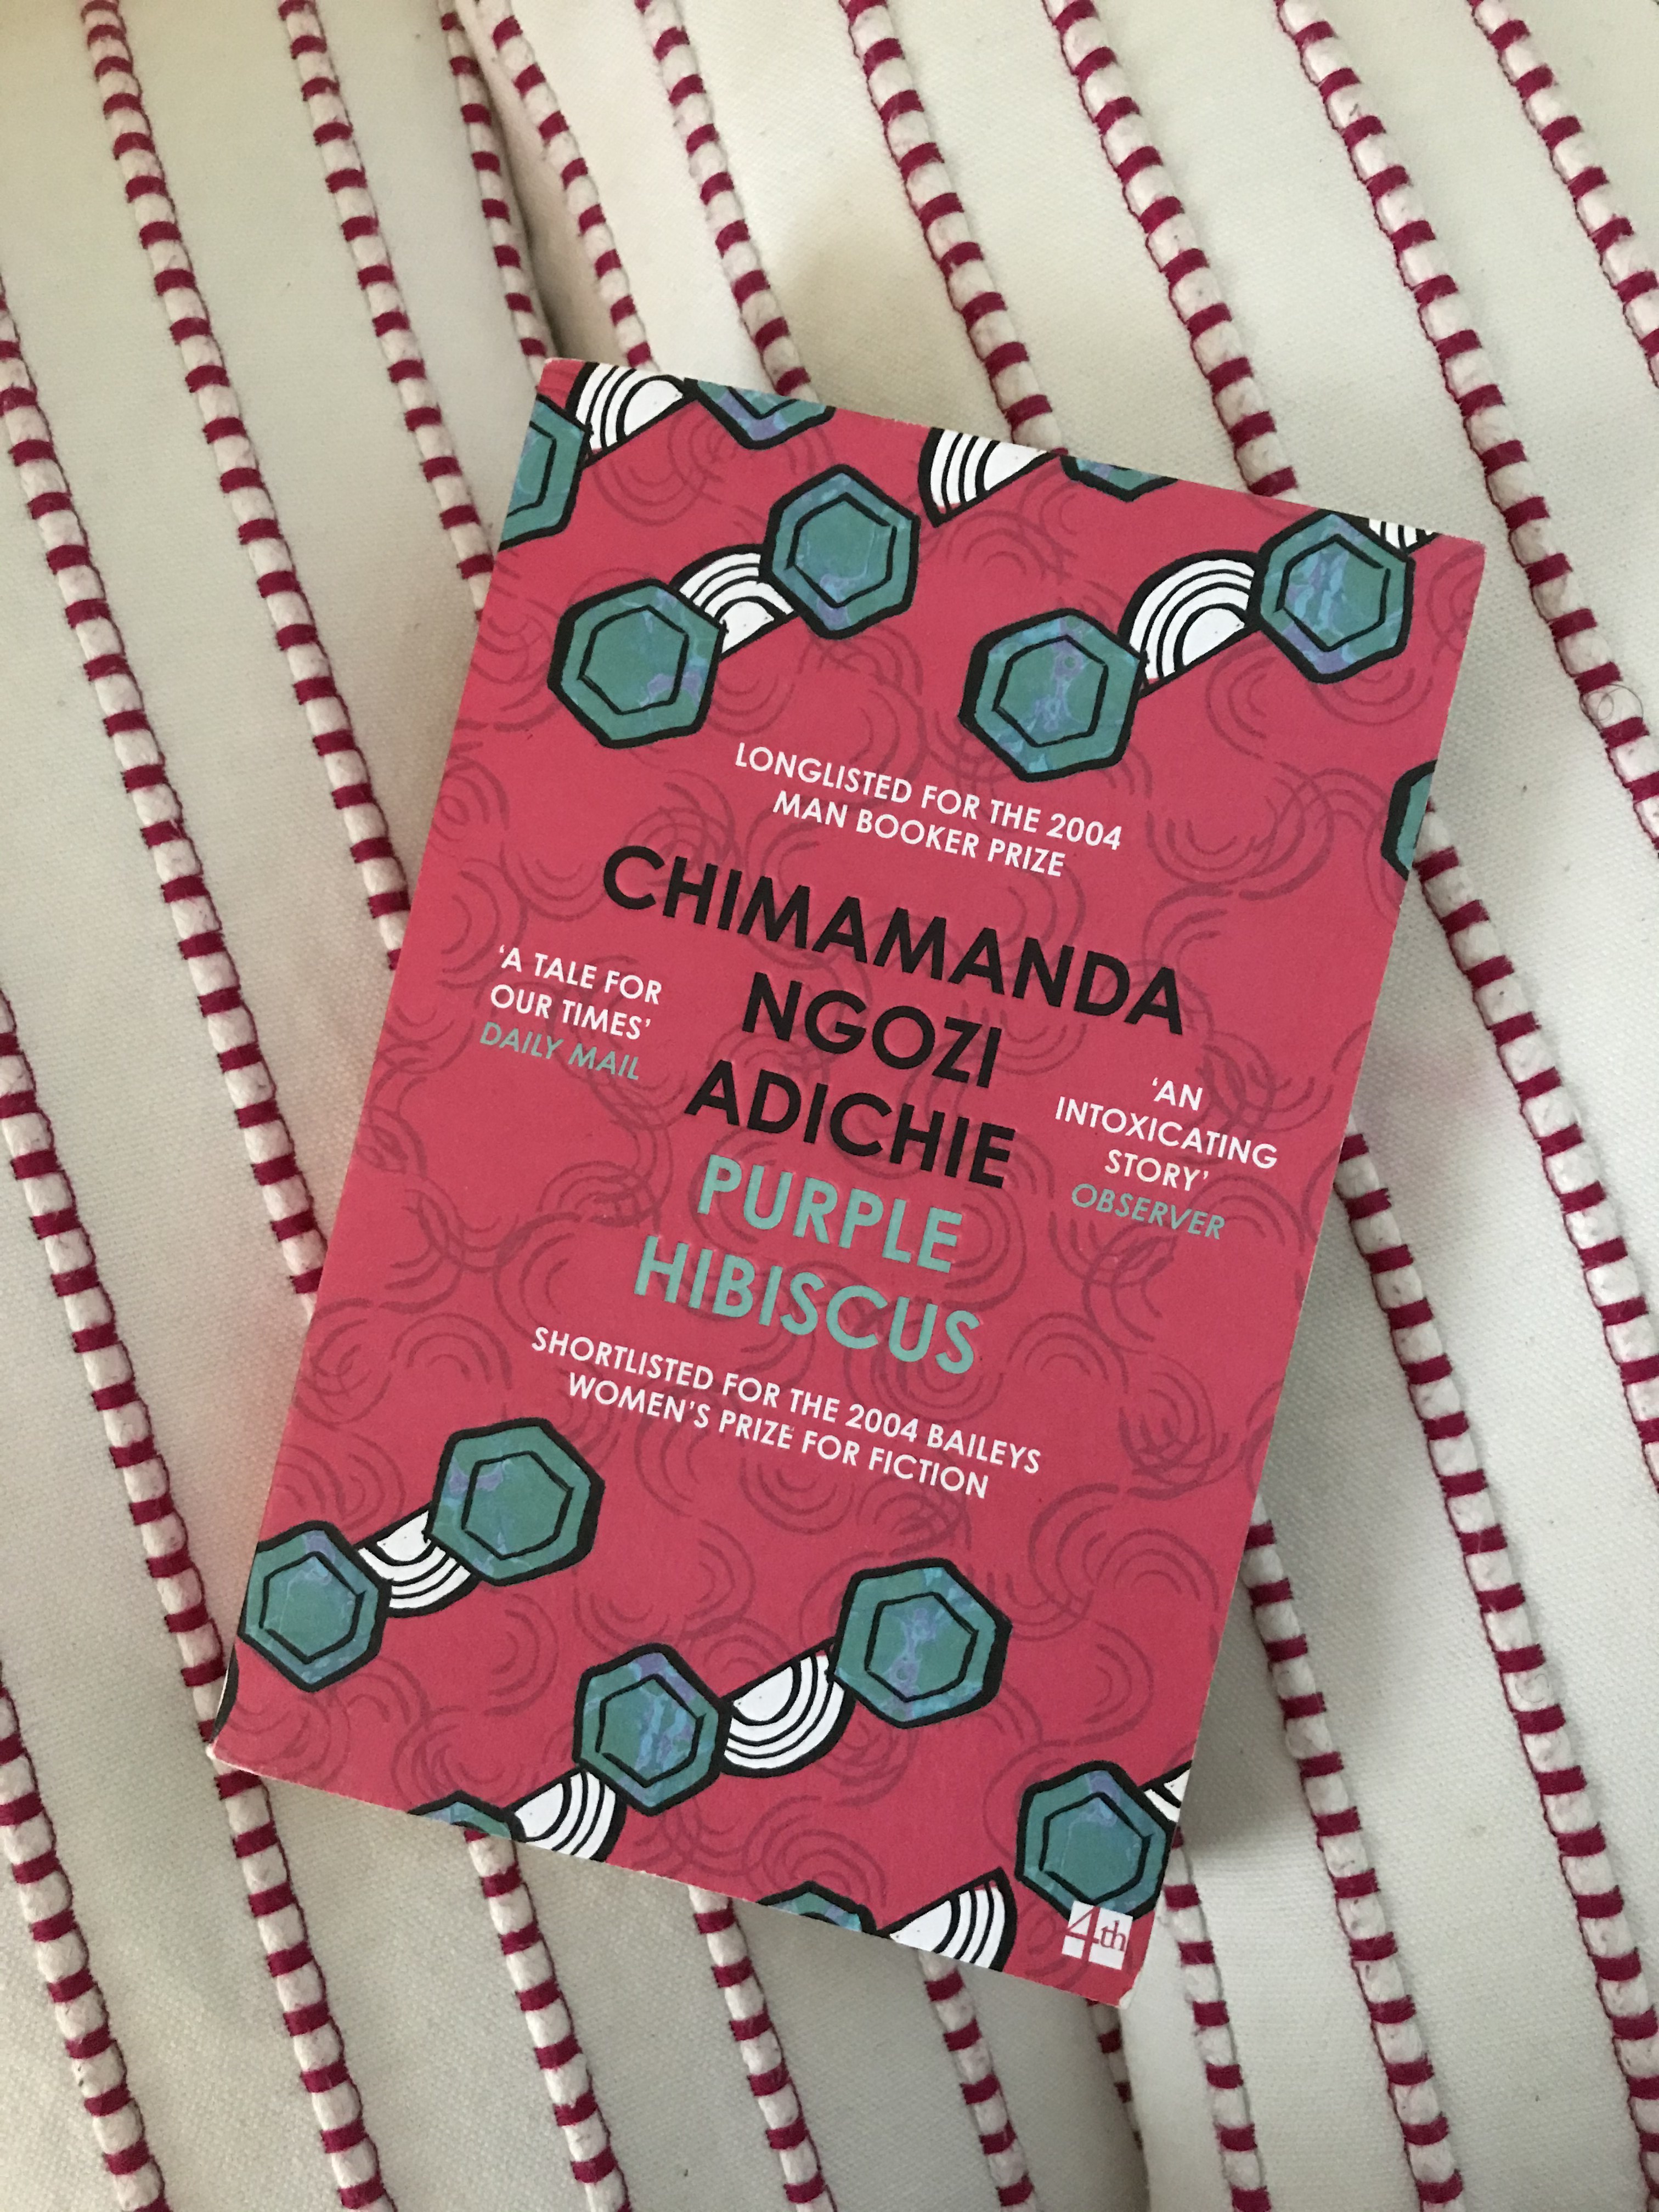 LONGLISTED FOR THE 2004
MAN BOOKER PRIZE
CHIMAMANDA
NGOZI
ADICHIE
‘A TALE FOR
OUR TIMES’
DAILY MAIL
‘AN
INTOXICATING
STORY’
OBSERVER
PURPLE
HIBISCUS
SHORTLISTED FOR THE 2004 BAILEYS
WOMEN’S PRIZE FOR FICTION
4th